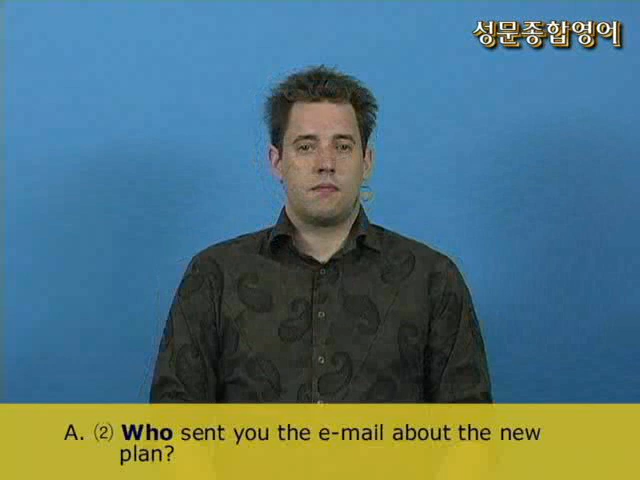 성문종합영어
A. ⑵ Who sent you the e-mail about the new
plan?